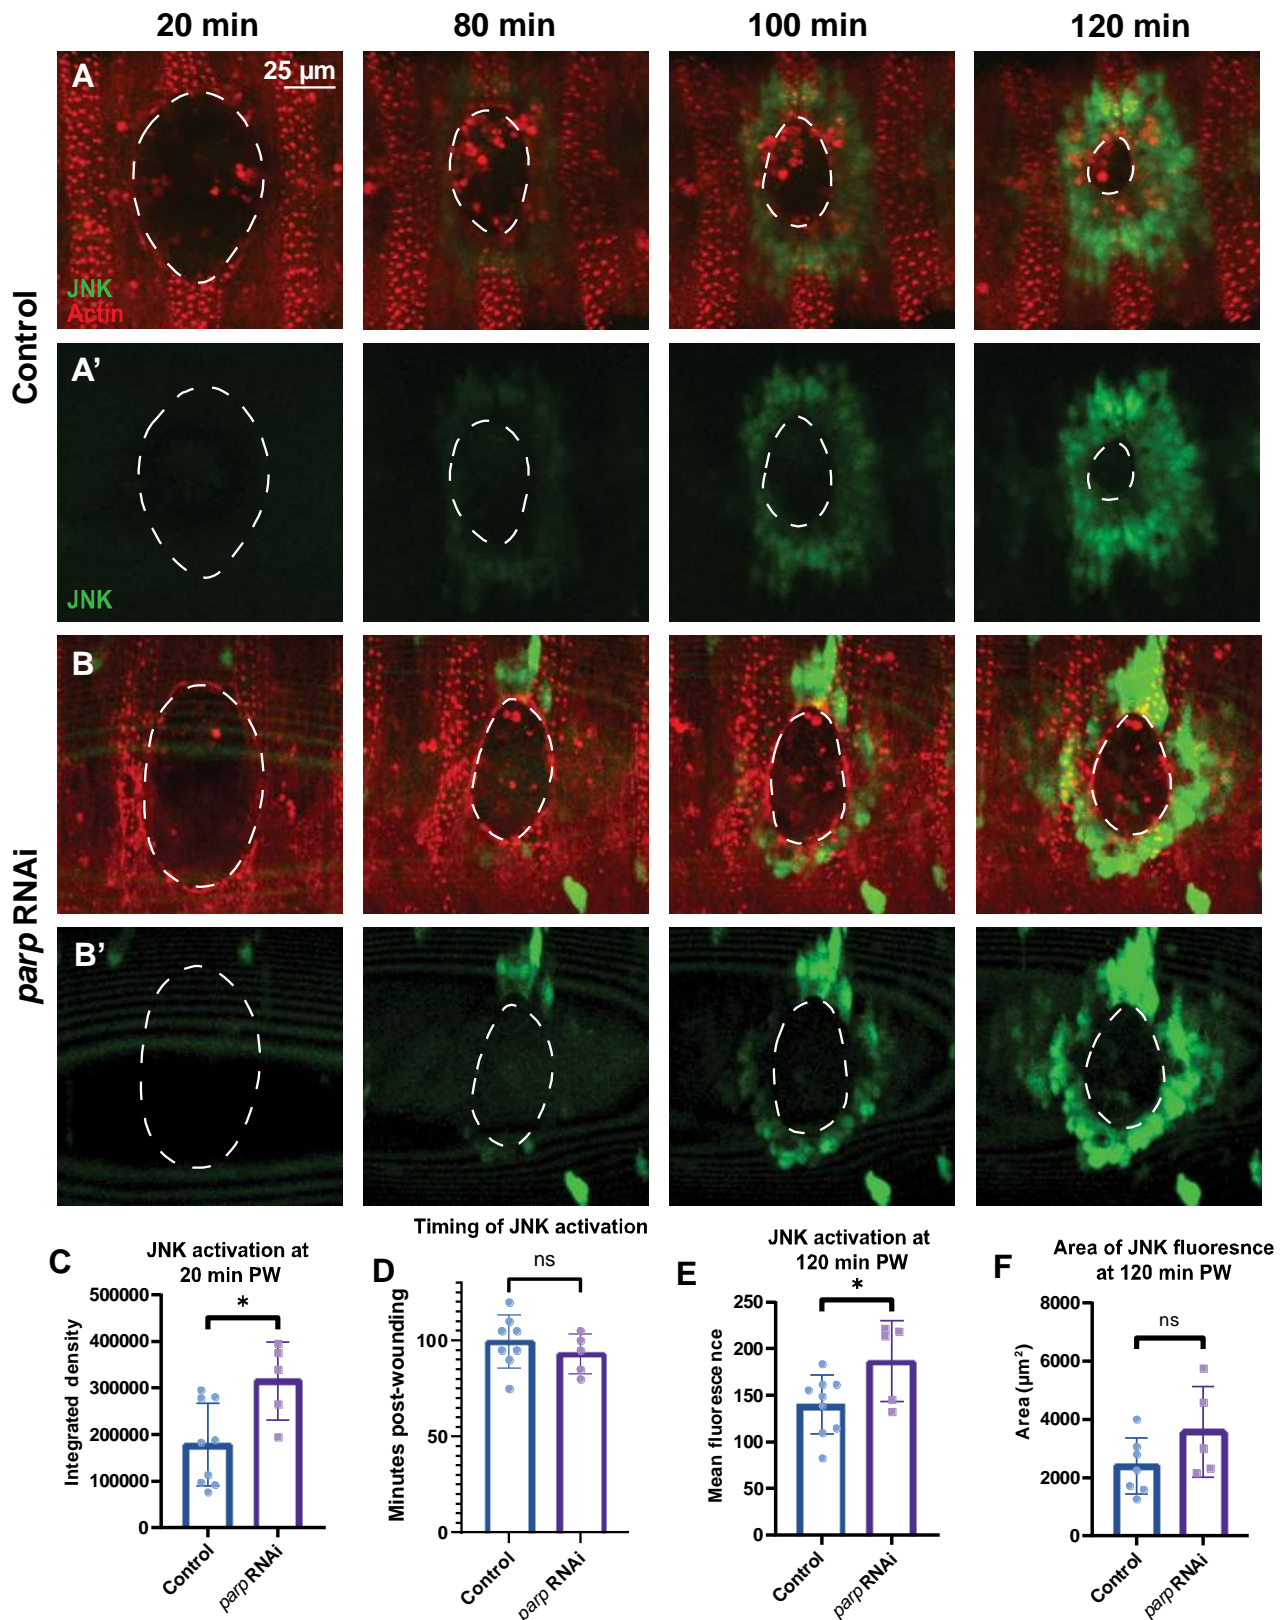 20 min 80 min 100 min 120 min
Control
A
25 µm
JNK
Actin
A’
JNK
parp RNAi
B
B’
C
JNK activation at
20 min PW
*
Integrated density
500000
400000
300000
200000
100000
0
Control
parp RNAi
D
Timing of JNK activation
ns
Minutes post-wounding
100
50
0
Control
parp RNAi
E
JNK activation at
120 min PW
*
Mean fluorescence
250
200
150
100
50
0
Control
parp RNAi
F
Area of JNK fluoresnce
at 120 min PW
ns
Area (µm²)
8000
6000
4000
2000
0
Control
parp RNAi